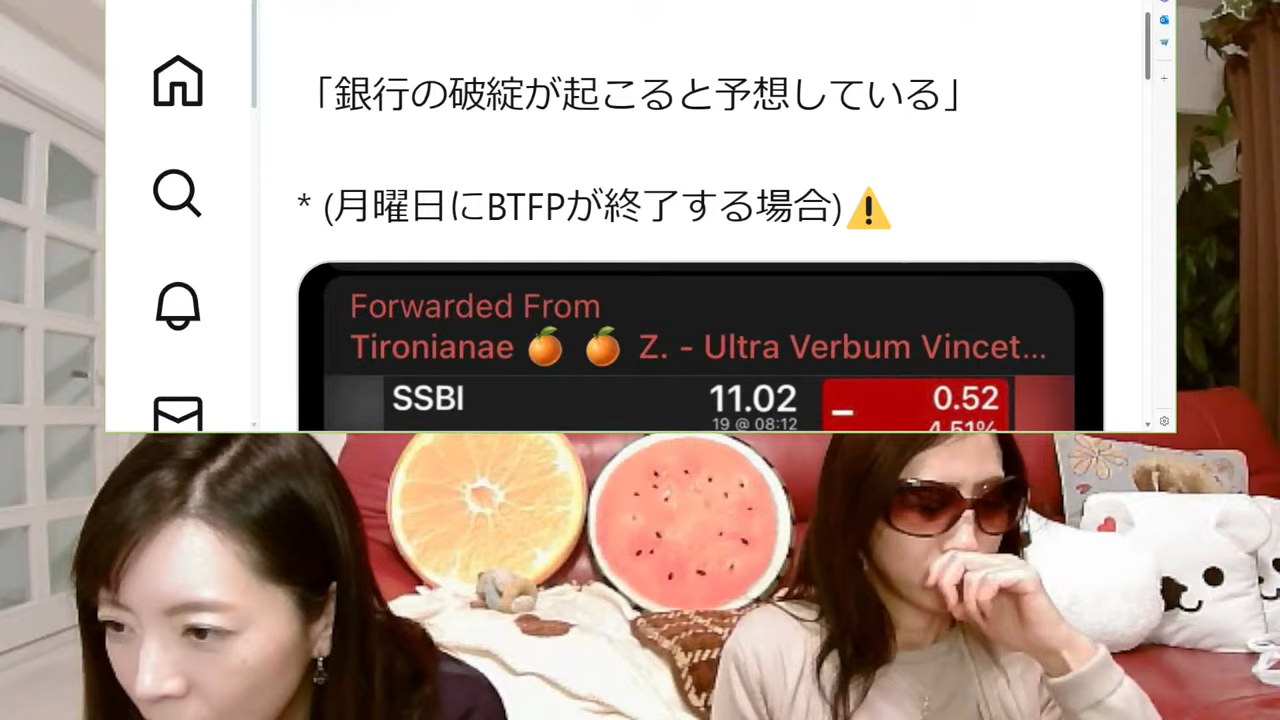 「銀行の破綻が起こると予想している」
* (月曜日にBTFPが終了する場合)⚠️
Forwarded From
Tironianae 🍊 🍊 Z. - Ultra Verbum Vincet...
SSBI 11.02 – 0.52
19 @ 08:12 4.51%